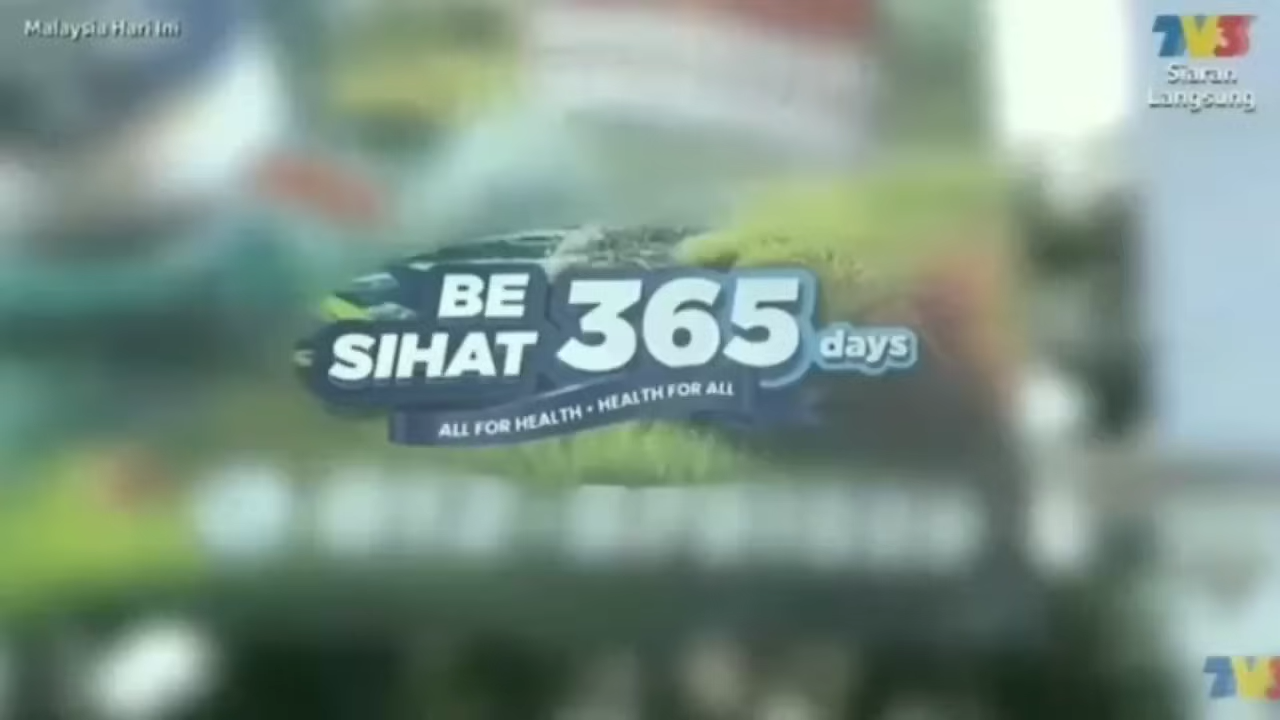 Malaysia Hari Ini
TV3
Siaran
Langsung
BE
SIHAT
365
days
ALL FOR HEALTH • HEALTH FOR ALL
TV3